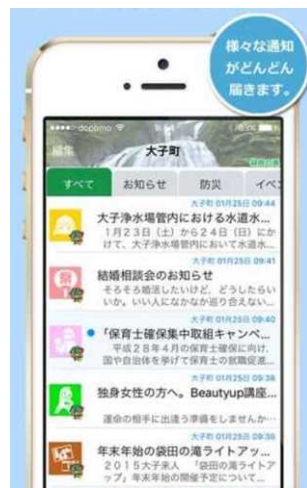 様々な通知
がどんどん
届きます。
docomo
編集
大子町
すべて
お知らせ
防災
イベ
大子町 01月25日 09:44
大子浄水場管内における水道水...
1月23日（土）から24日（日）にか
けて、大子浄水場管内において水道水...
大子町 01月25日 09:41
結婚相談会のお知らせ
そろそろ婚活したいけど、どうしたらい
いか。いい人になかなか巡り合えない...
大子町 01月25日 09:40
「保育士確保集中取組キャンペ...
平成28年4月の保育士確保に向け、
国や自治体を挙げて保育士の就職促進...
大子町 01月25日 09:38
独身女性の方へ。Beautyup講座...
運命の相手に出逢う準備をしませんか…
大子町 01月25日 09:36
年末年始の袋田の滝ライトアッ...
2015大子来人 「袋田の滝ライトア
ップ」年末年始の開催予定について...